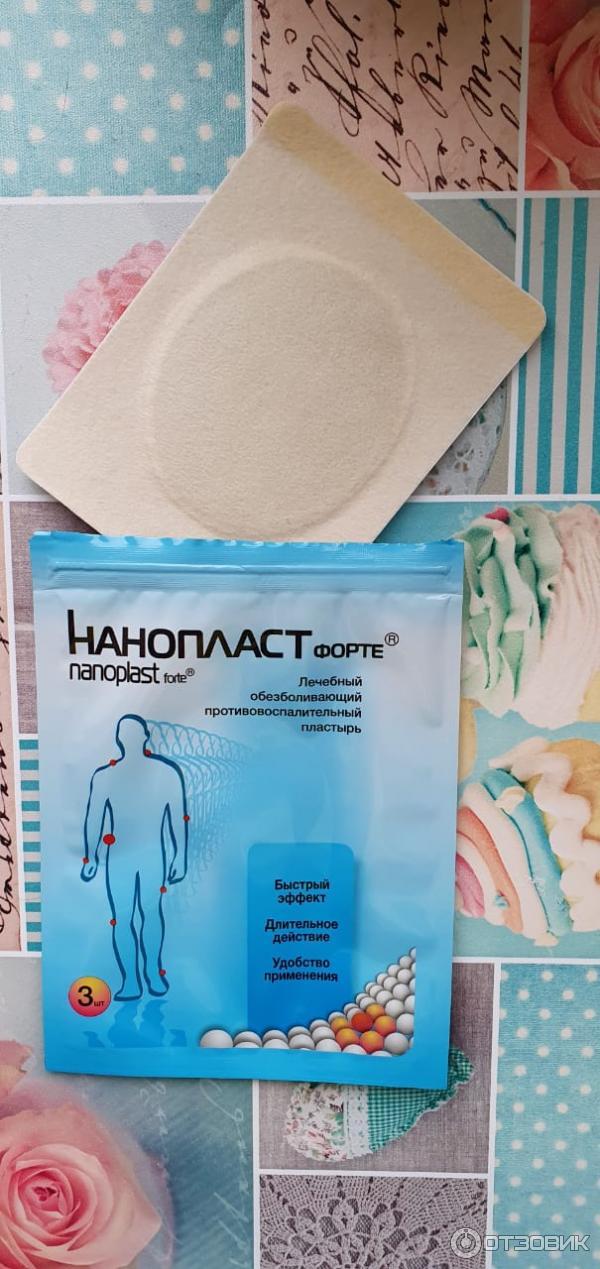 НАНОПЛАСТ ФОРТЕ®
nanoplast forte®
Лечебный
обезболивающий
противовоспалительный
пластырь
Быстрый
эффект
Длительное
действие
Удобство
применения
3 шт
ОТЗОВИК